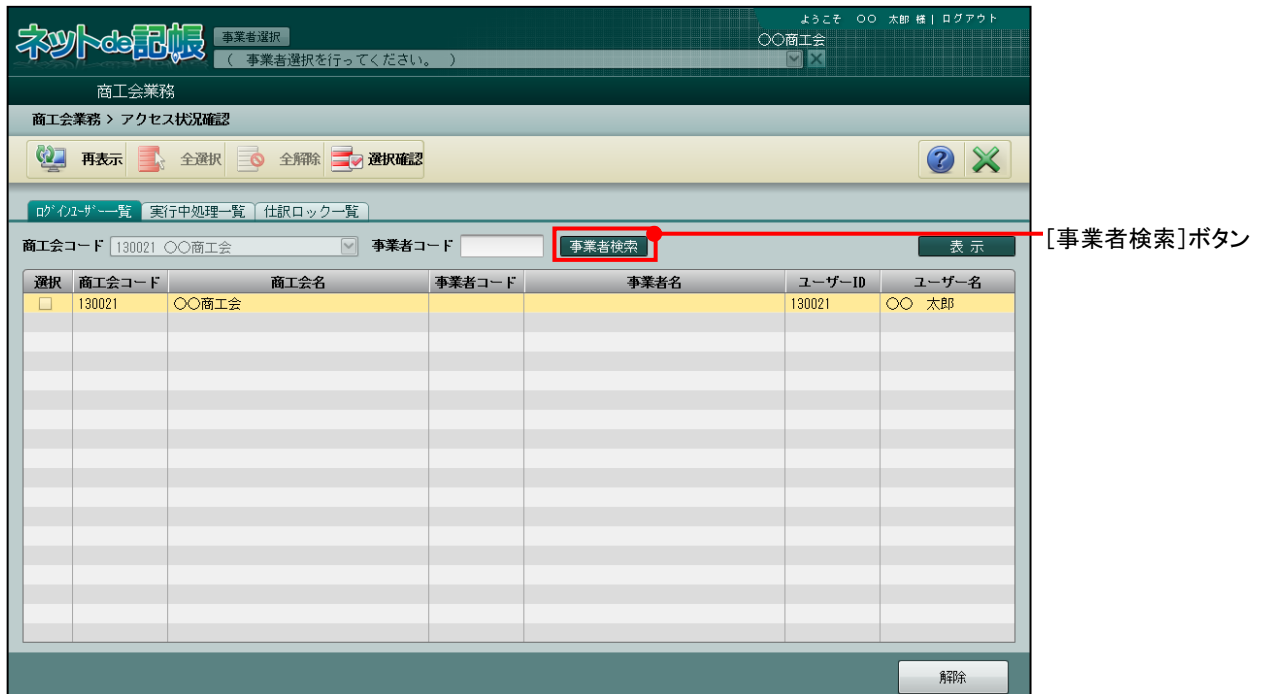 ようこそ ○○ 太郎 様 | ログアウト
ネットde記帳
事業者選択
○○商工会
( 事業者選択を行ってください。 )
商工会業務
商工会業務 > アクセス状況確認
再表示 全選択 全解除 選択確認
ﾛｸﾞｲﾝﾕｰｻﾞｰ一覧 実行中処理一覧 仕訳ロック一覧
商工会コード 130021 ○○商工会 事業者コード 事業者検索 表 示
[事業者検索]ボタン
選択 商工会コード 商工会名 事業者コード 事業者名 ユーザーID ユーザー名
130021 ○○商工会 130021 ○○ 太郎
解除